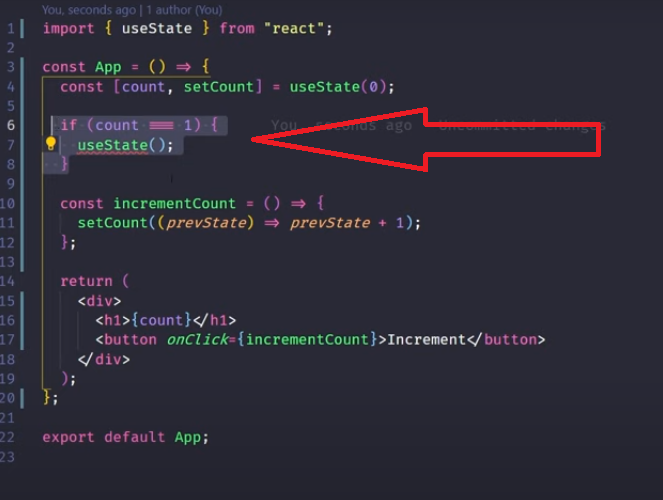 You, seconds ago | 1 author (You)
1 import { useState } from "react";
2
3 const App = () => {
4 const [count, setCount] = useState(0);
5
6 if (count === 1) { You, seconds ago Uncommitted changes
7 useState();
8 }
9
10 const incrementCount = () => {
11 setCount((prevState) => prevState + 1);
12 };
13
14 return (
15 <div>
16 <h1>{count}</h1>
17 <button onClick={incrementCount}>Increment</button>
18 </div>
19 );
20 };
21
22 export default App;
23